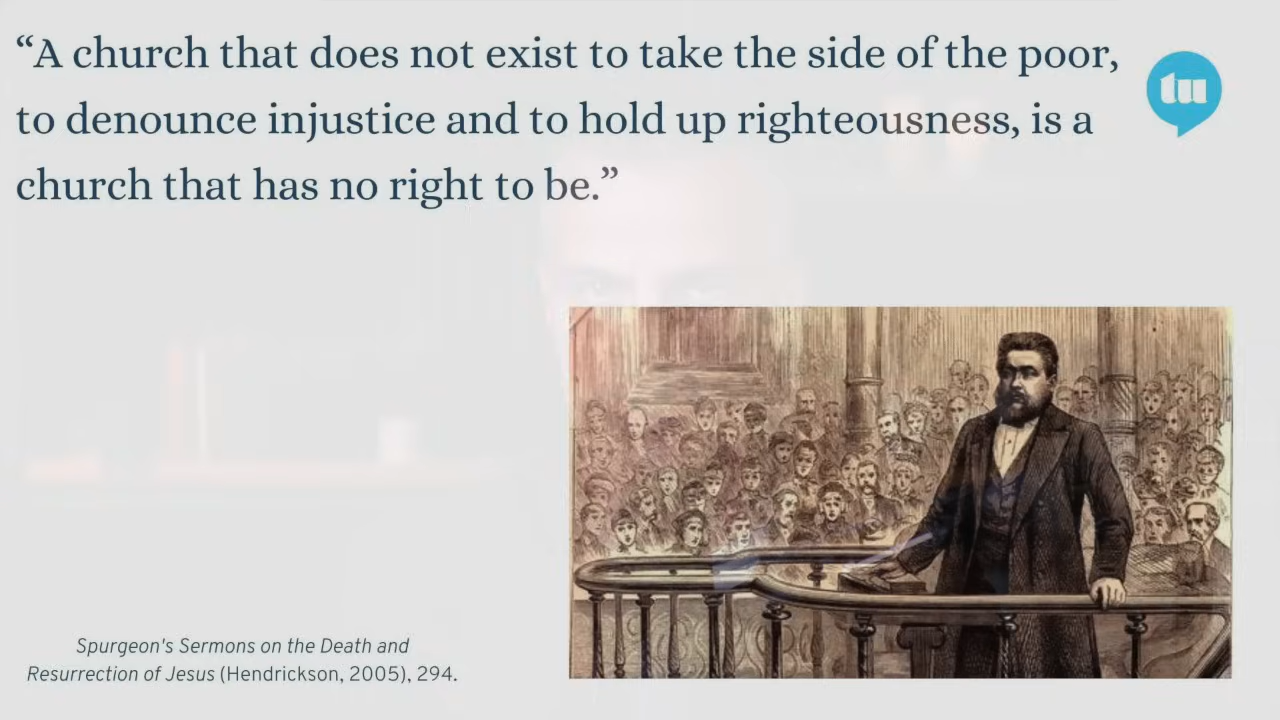 “A church that does not exist to take the side of the poor,
to denounce injustice and to hold up righteousness, is a
church that has no right to be.”
tu
Spurgeon's Sermons on the Death and
Resurrection of Jesus (Hendrickson, 2005), 294.